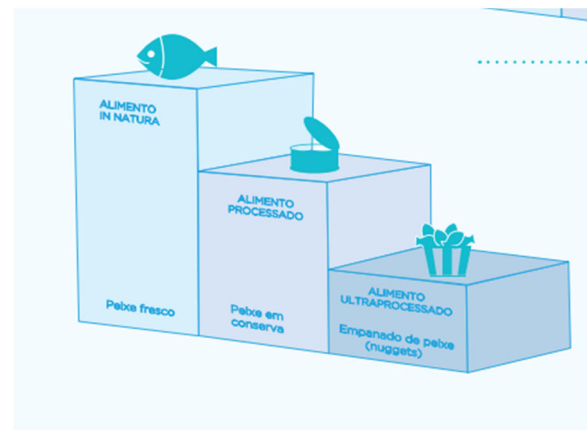 ALIMENTO
IN NATURA
Peixe fresco
ALIMENTO
PROCESSADO
Peixe em
conserva
ALIMENTO
ULTRAPROCESSADO
Empanado de peixe
(nuggets)